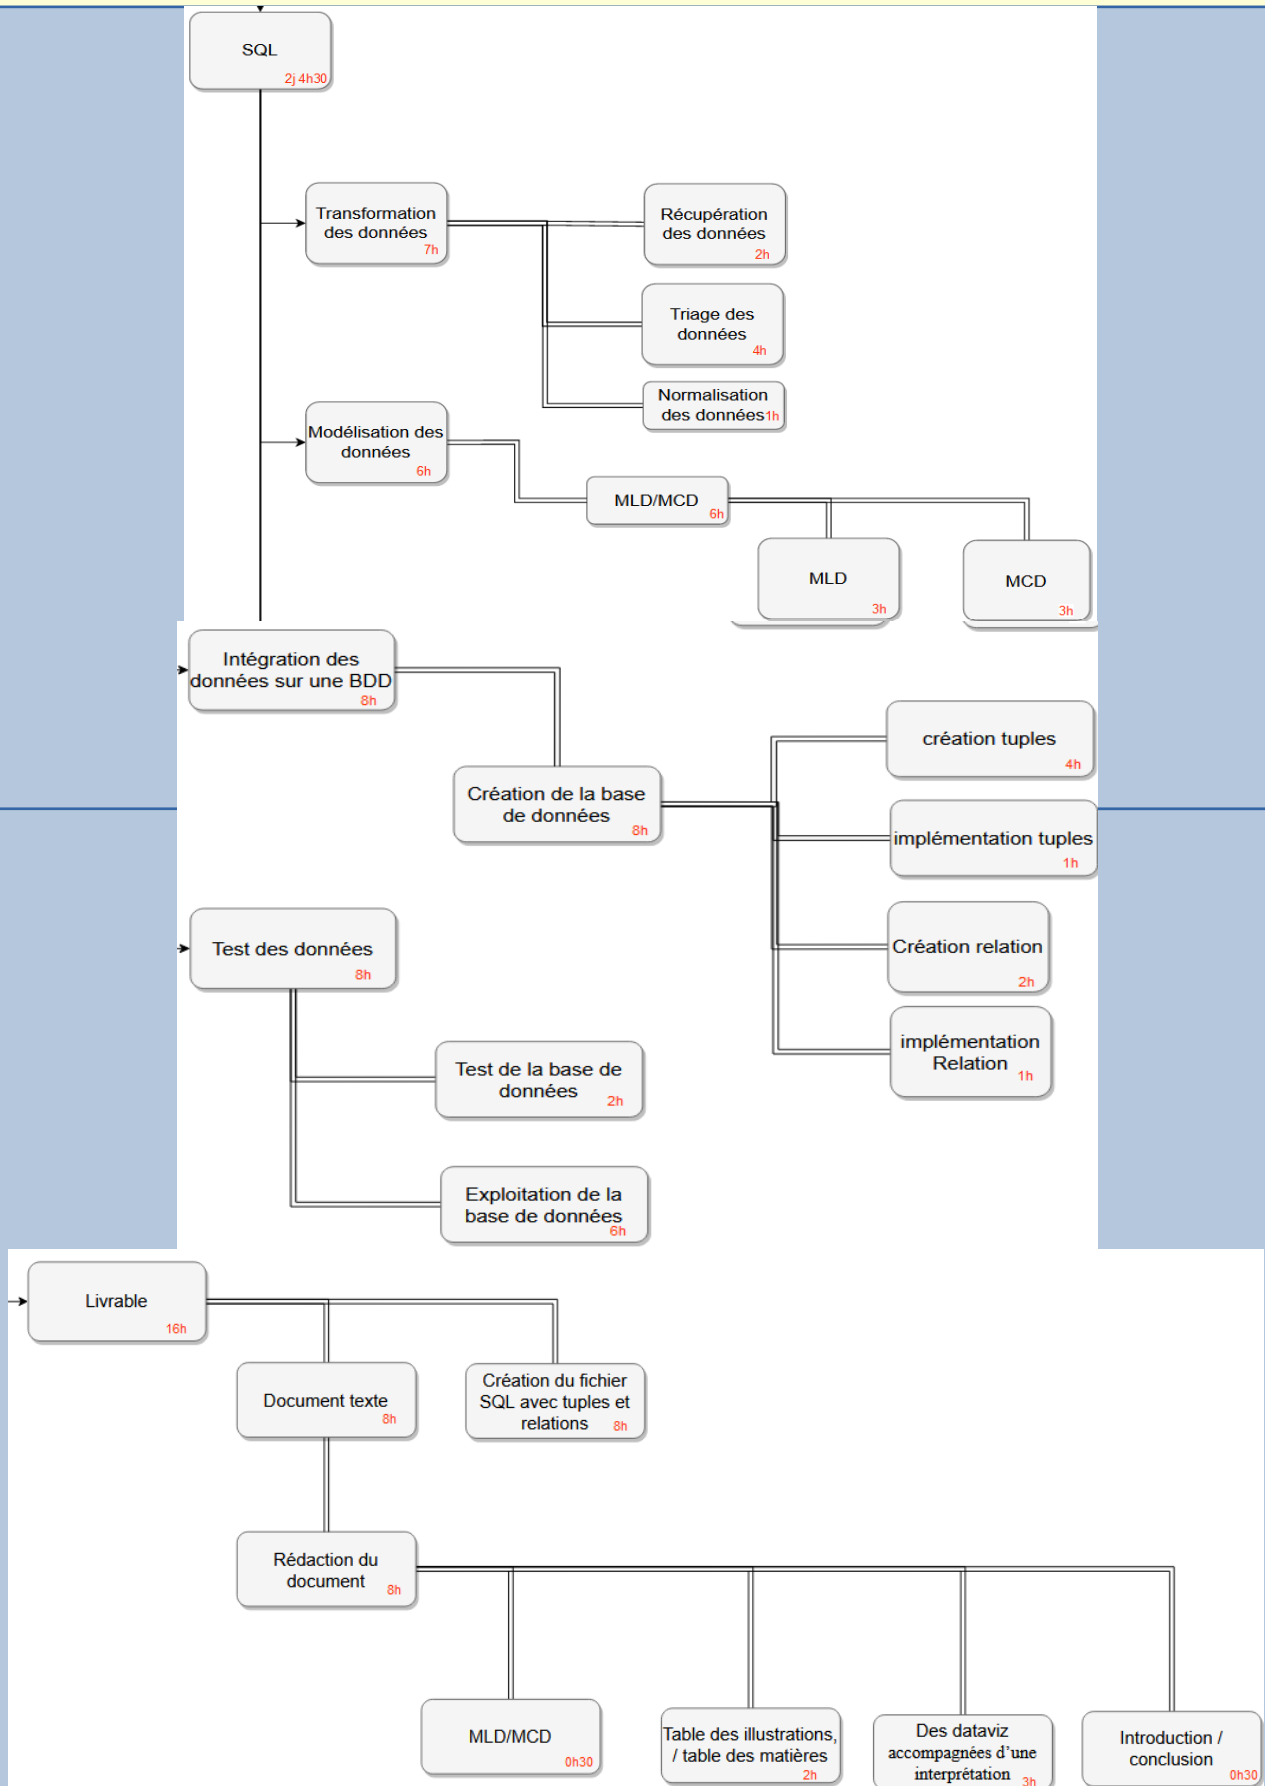 SQL
2j 4h30
Transformation
des données
7h
Récupération
des données
2h
Triage des
données
4h
Normalisation
des données 1h
Modélisation des
données
6h
MLD/MCD
6h
MLD
3h
MCD
3h
Intégration des
données sur une BDD
8h
Création de la base
de données
8h
création tuples
4h
implémentation tuples
1h
Création relation
2h
implémentation
Relation
1h
Test des données
8h
Test de la base de
données
2h
Exploitation de la
base de données
6h
Livrable
16h
Document texte
8h
Création du fichier
SQL avec tuples et
relations
8h
Rédaction du
document
8h
MLD/MCD
0h30
Table des illustrations,
/ table des matières
2h
Des dataviz
accompagnées d'une
interprétation
3h
Introduction /
conclusion
0h30